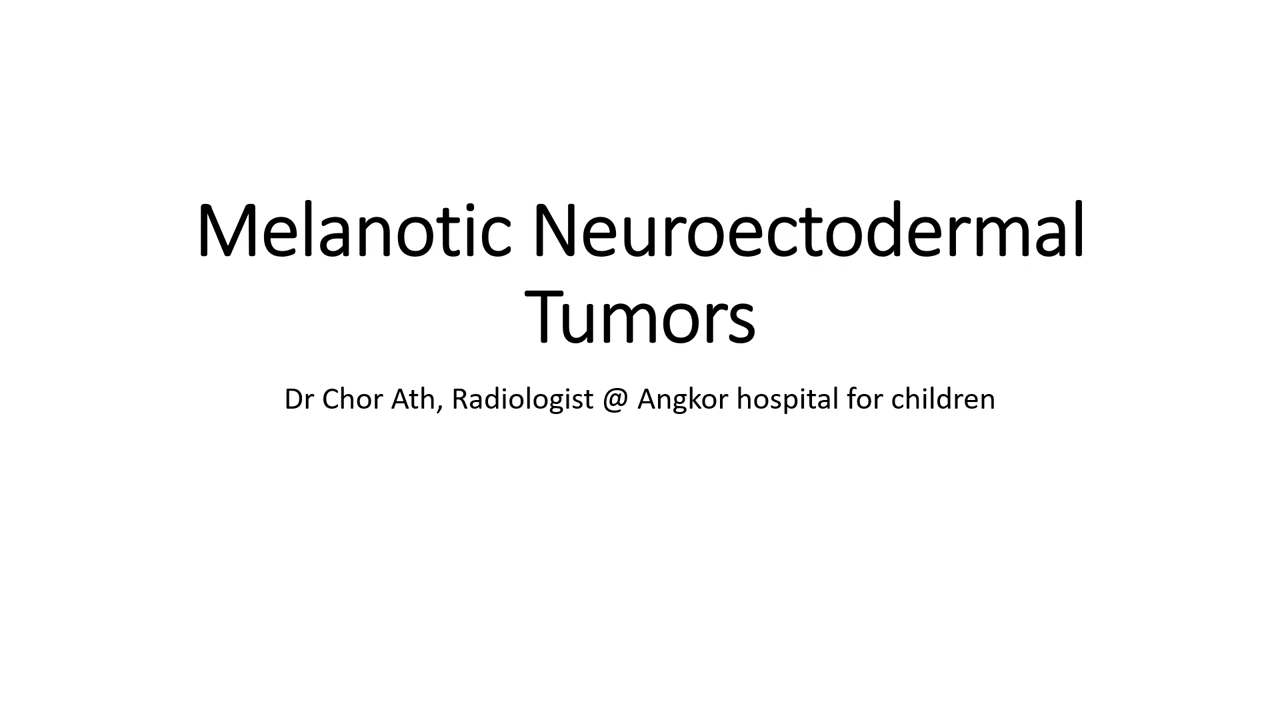 Melanotic Neuroectodermal
Tumors
Dr Chor Ath, Radiologist @ Angkor hospital for children